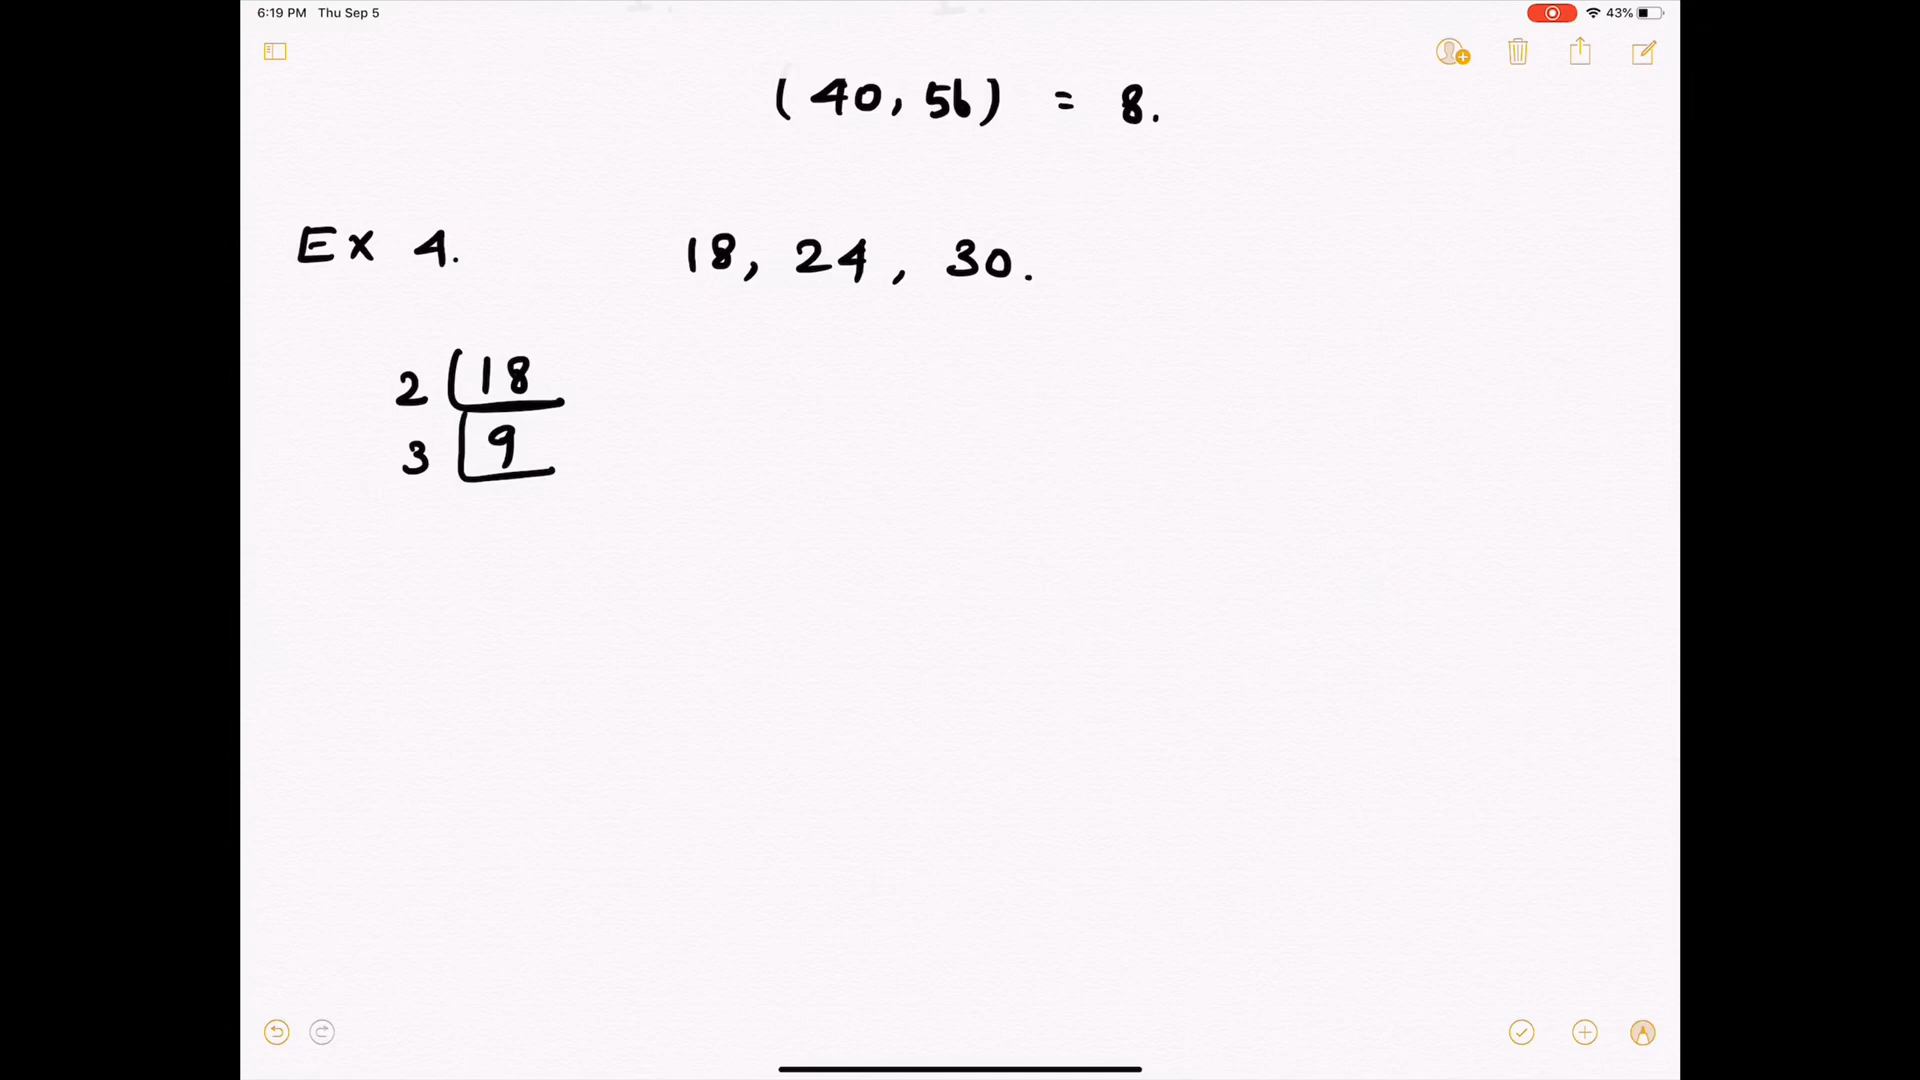 6:19 PM Thu Sep 5
43%
(40, 56) = 8.
Ex 4. 18, 24, 30.
2 18
3 9